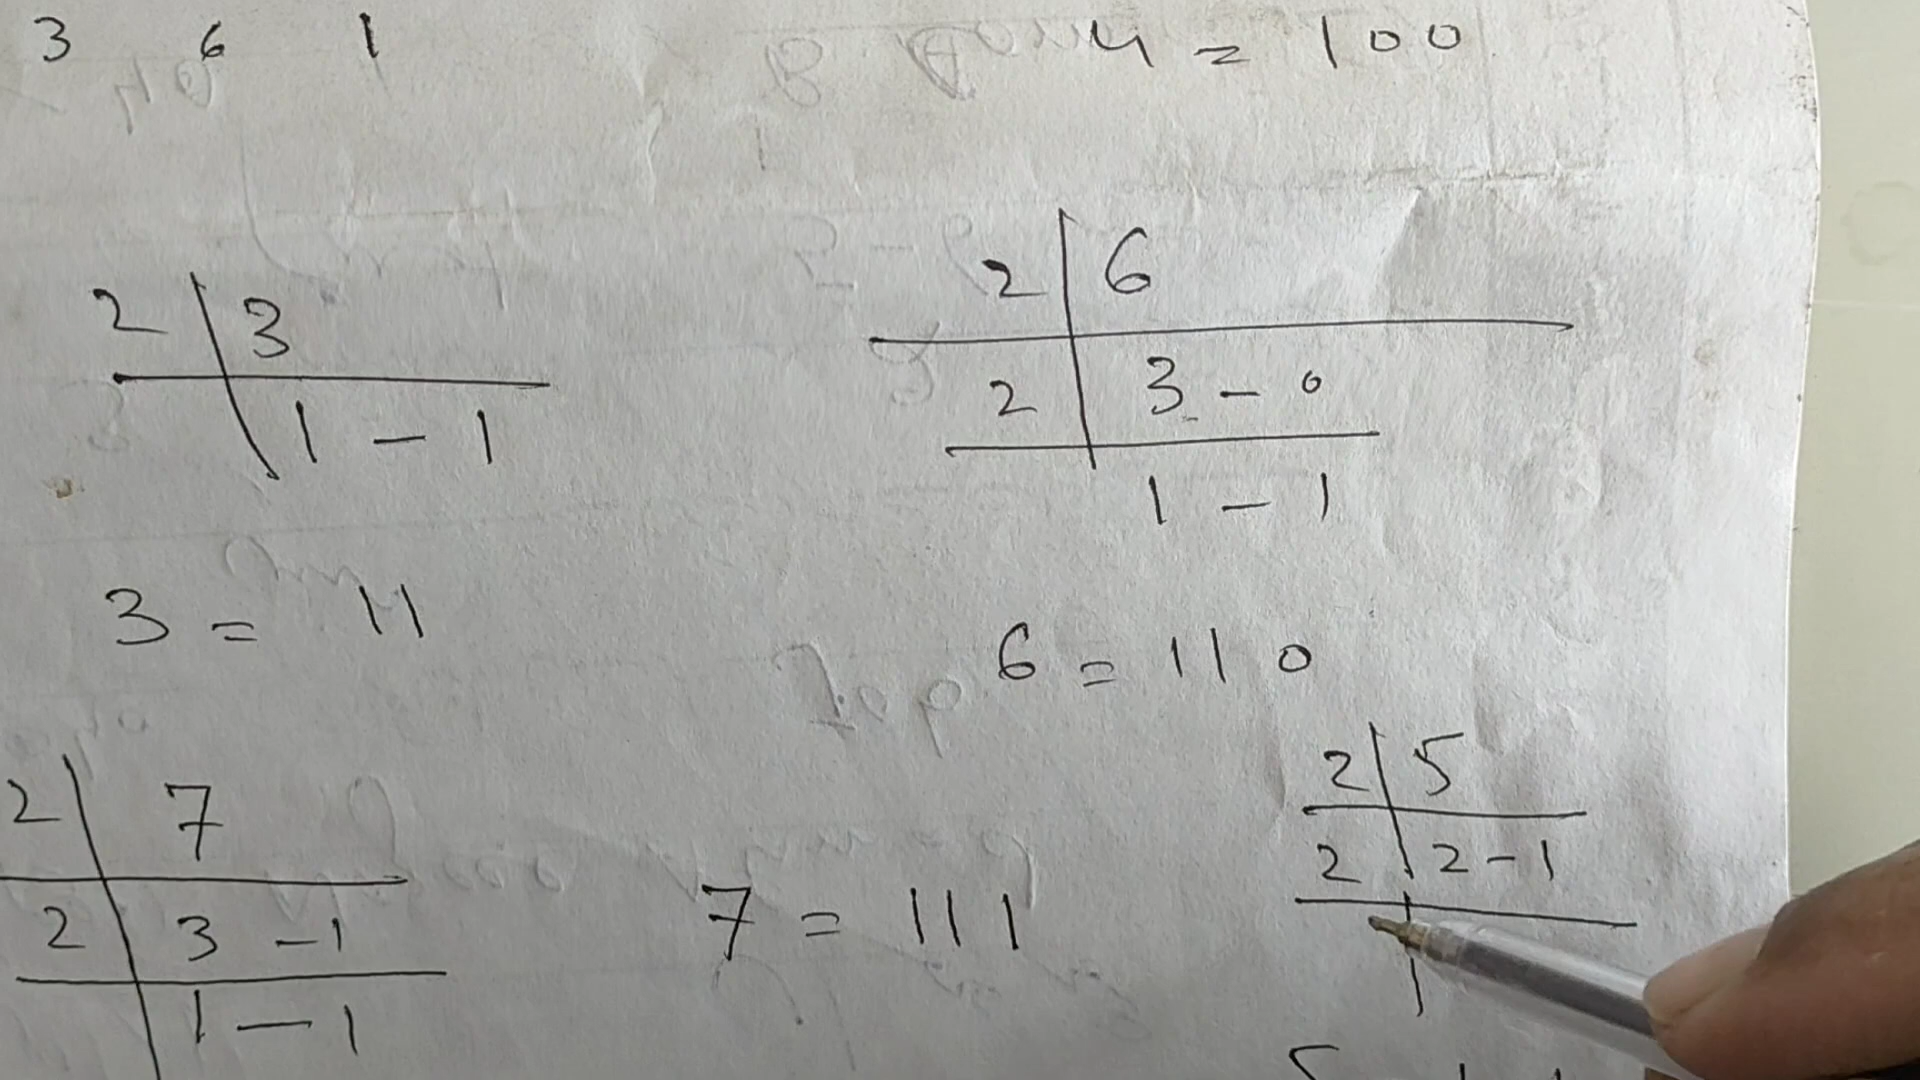 3 6 1
4 = 100
2 | 3
1 - 1
3 = 11
2 | 6
2 | 3 - 0
1 - 1
6 = 110
2 | 7
2 | 3 - 1
1 - 1
7 = 111
2 | 5
2 | 2 - 1